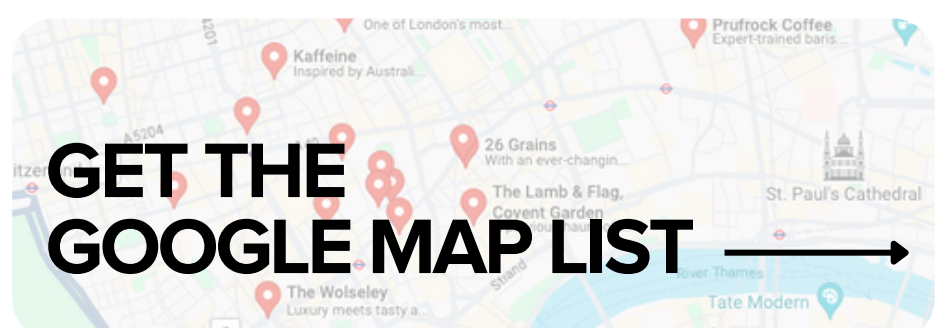 One of London's most...
Prufrock Coffee
Expert-trained baris...
A5201
Kaffeine
Inspired by Australi...
A5204
26 Grains
With an ever-changin...
GET THE
St. Paul's Cathedral
The Lamb & Flag,
Covent Garden
GOOGLE MAP LIST
Strand
River Thames
The Wolseley
Luxury meets tasty a...
Tate Modern